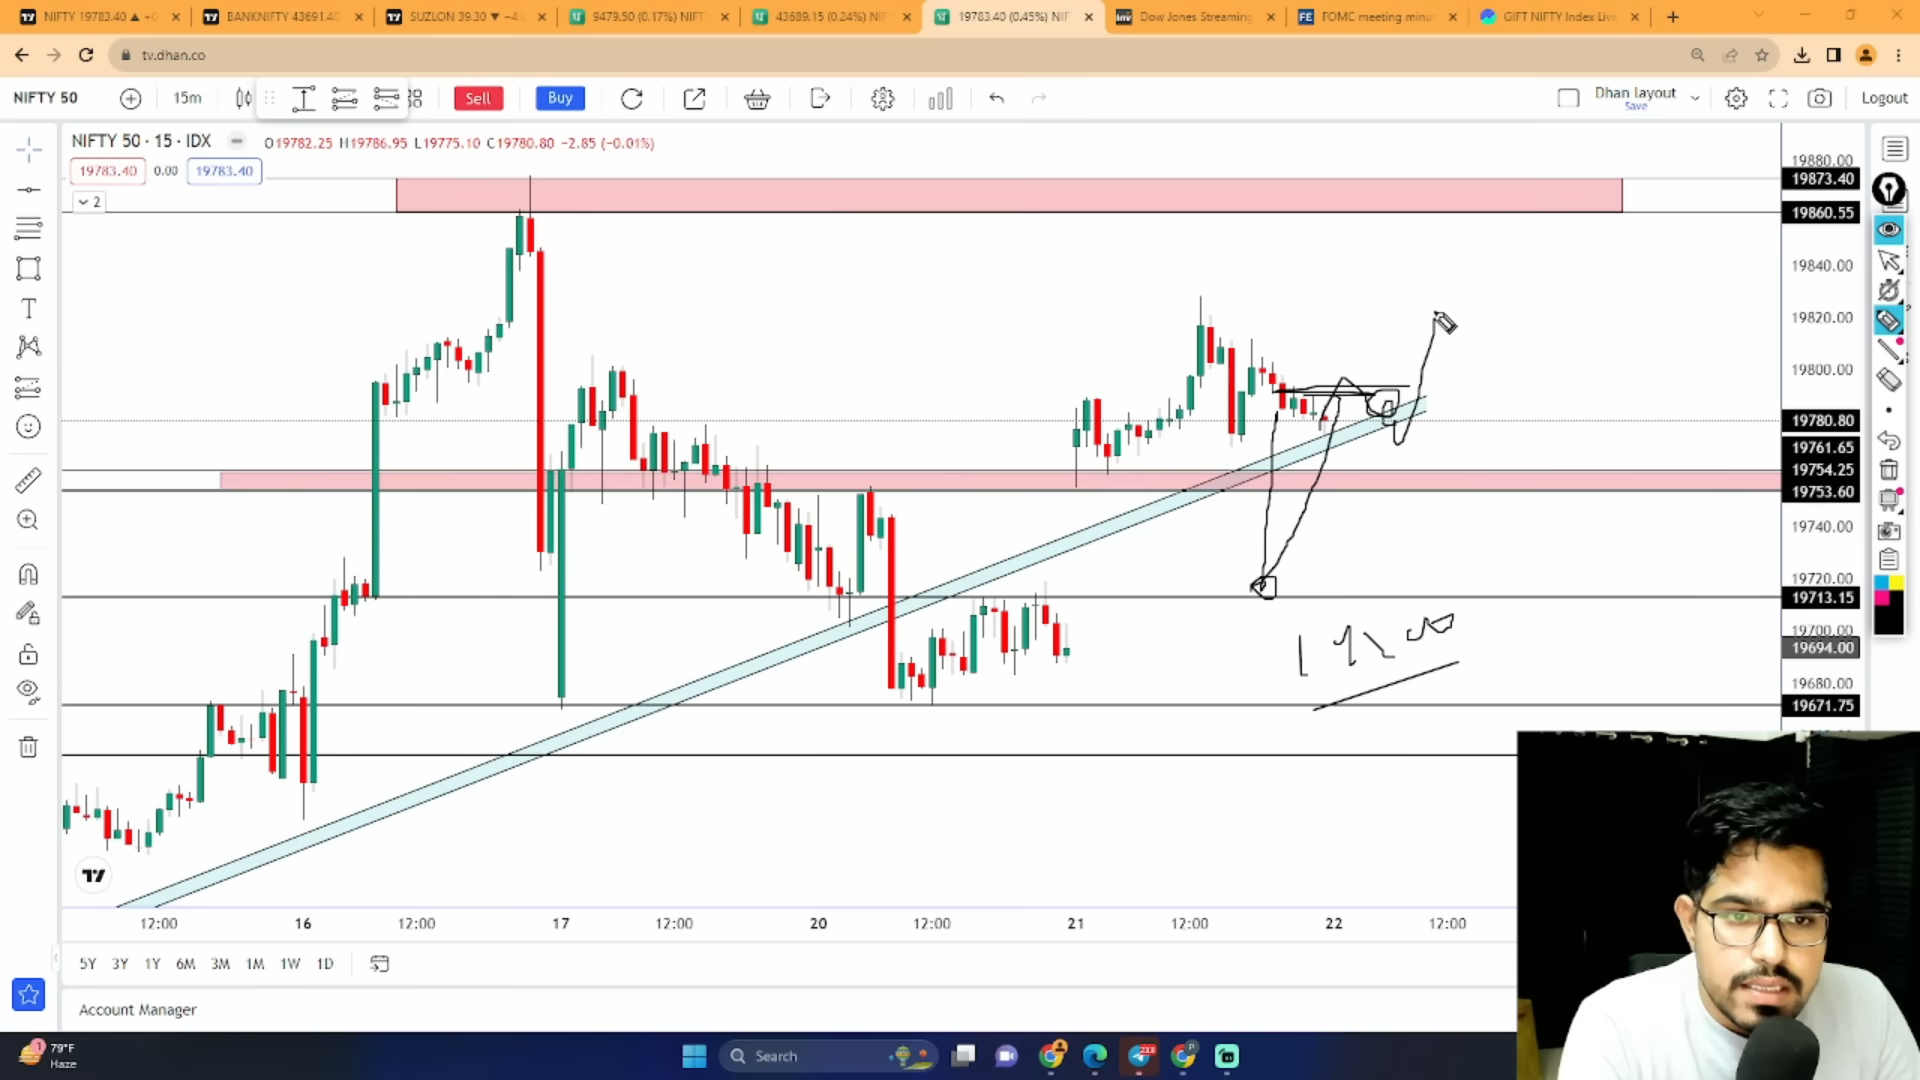 NIFTY 19783.40 ▲ +0
BANKNIFTY 43691.40
SUZLON 39.30 ▼ −4.
9479.50 (0.17%) NIFT
43689.15 (0.24%) NIF
19783.40 (0.45%) NIF
Dow Jones Streaming
FOMC meeting minu
GIFT NIFTY Index Live
tv.dhan.co
NIFTY 50
15m
Sell
Buy
Dhan layout
Save
Logout
NIFTY 50 · 15 · IDX
O19782.25 H19786.95 L19775.10 C19780.80 −2.85 (−0.01%)
19783.40 0.00 19783.40
2
19880.00
19873.40
19860.55
19840.00
19820.00
19800.00
19780.80
19761.65
19754.25
19753.60
19740.00
19720.00
19713.15
19700.00
19694.00
19680.00
19671.75
12:00 16 12:00 17 12:00 20 12:00 21 12:00 22 12:00
5Y 3Y 1Y 6M 3M 1M 1W 1D
Account Manager
79°F
Haze
Search